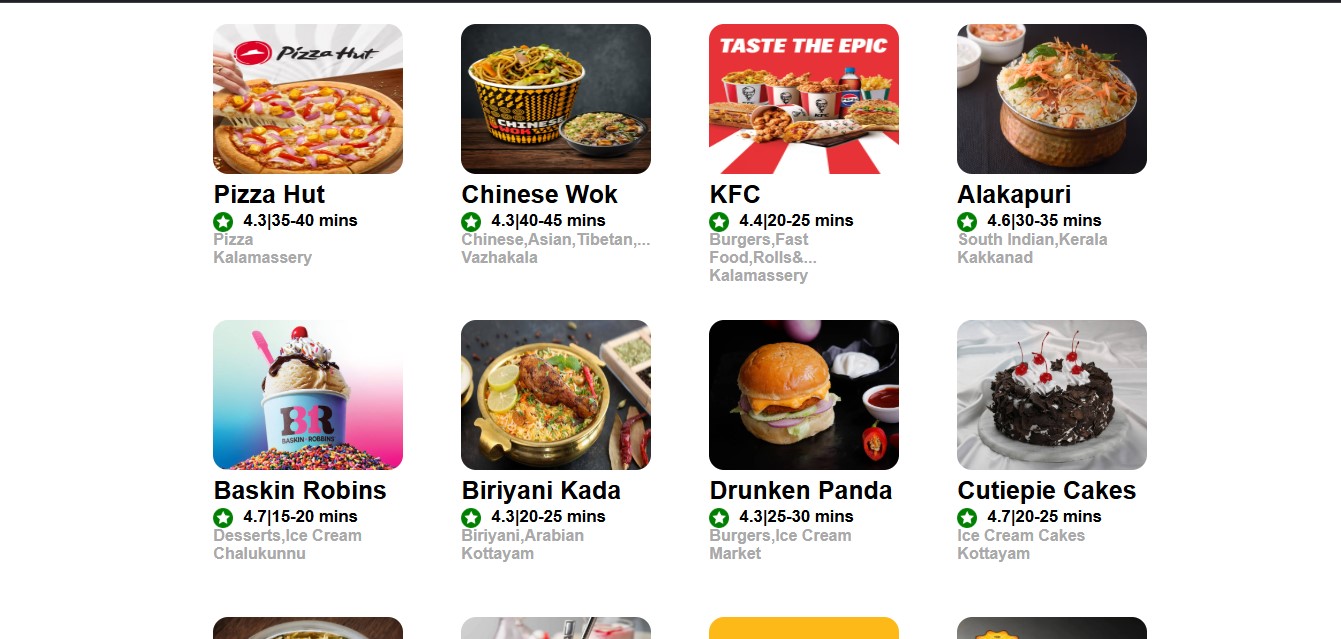 Pizza Hut
CHINESE
WOK
TASTE THE EPIC
KFC
KFC
Pizza Hut
Chinese Wok
KFC
Alakapuri
4.3|35-40 mins
4.3|40-45 mins
4.4|20-25 mins
4.6|30-35 mins
Pizza
Chinese,Asian,Tibetan,...
Burgers,Fast
South Indian,Kerala
Kalamassery
Vazhakala
Food,Rolls&...
Kakkanad
Kalamassery
BR
BASKIN·ROBBINS
Baskin Robins
Biriyani Kada
Drunken Panda
Cutiepie Cakes
4.7|15-20 mins
4.3|20-25 mins
4.3|25-30 mins
4.7|20-25 mins
Desserts,Ice Cream
Biriyani,Arabian
Burgers,Ice Cream
Ice Cream Cakes
Chalukunnu
Kottayam
Market
Kottayam